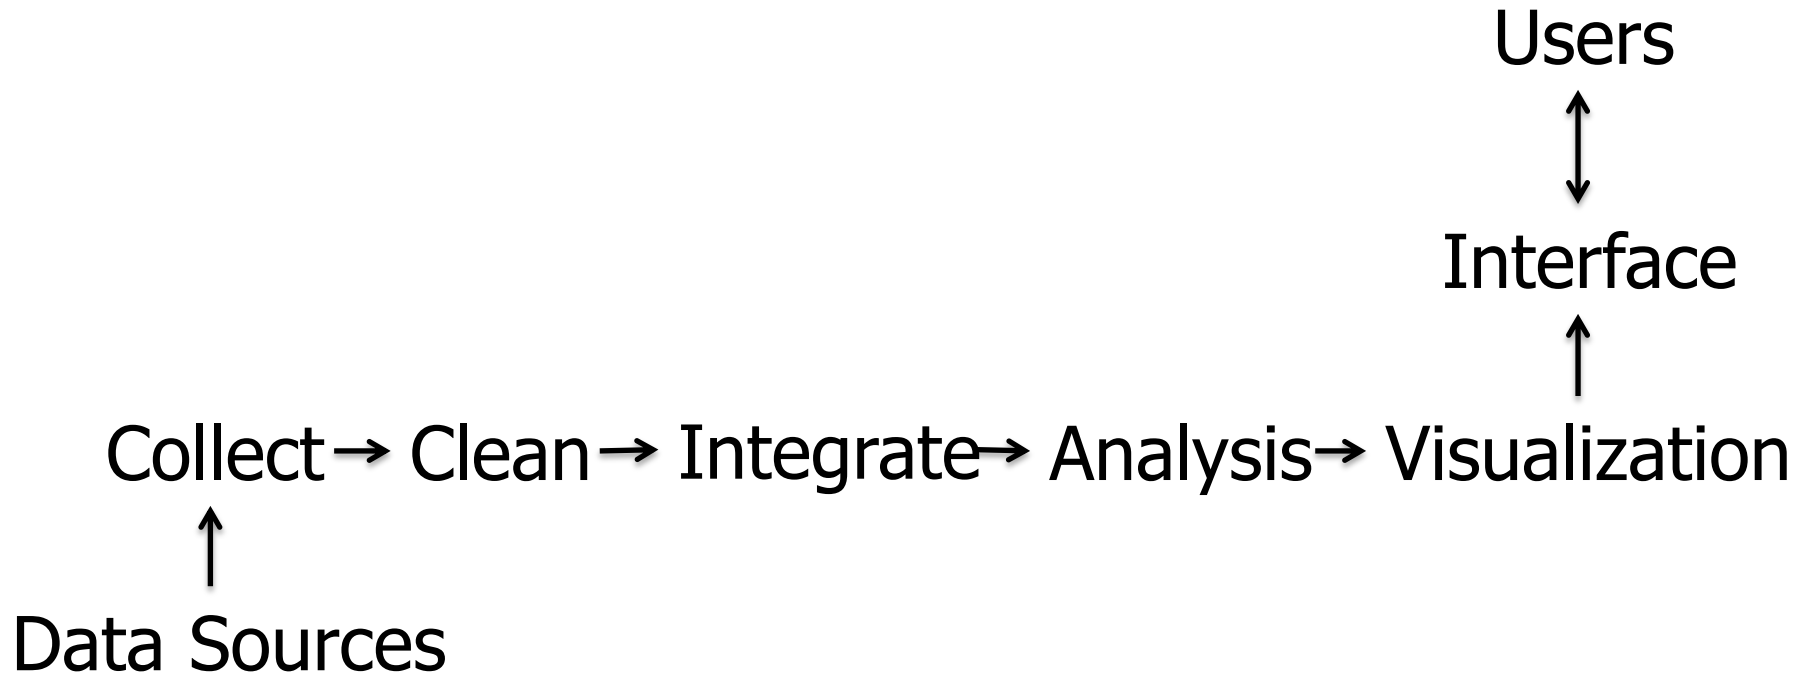 Users
Interface
Collect Clean Integrate Analysis Visualization
Data Sources